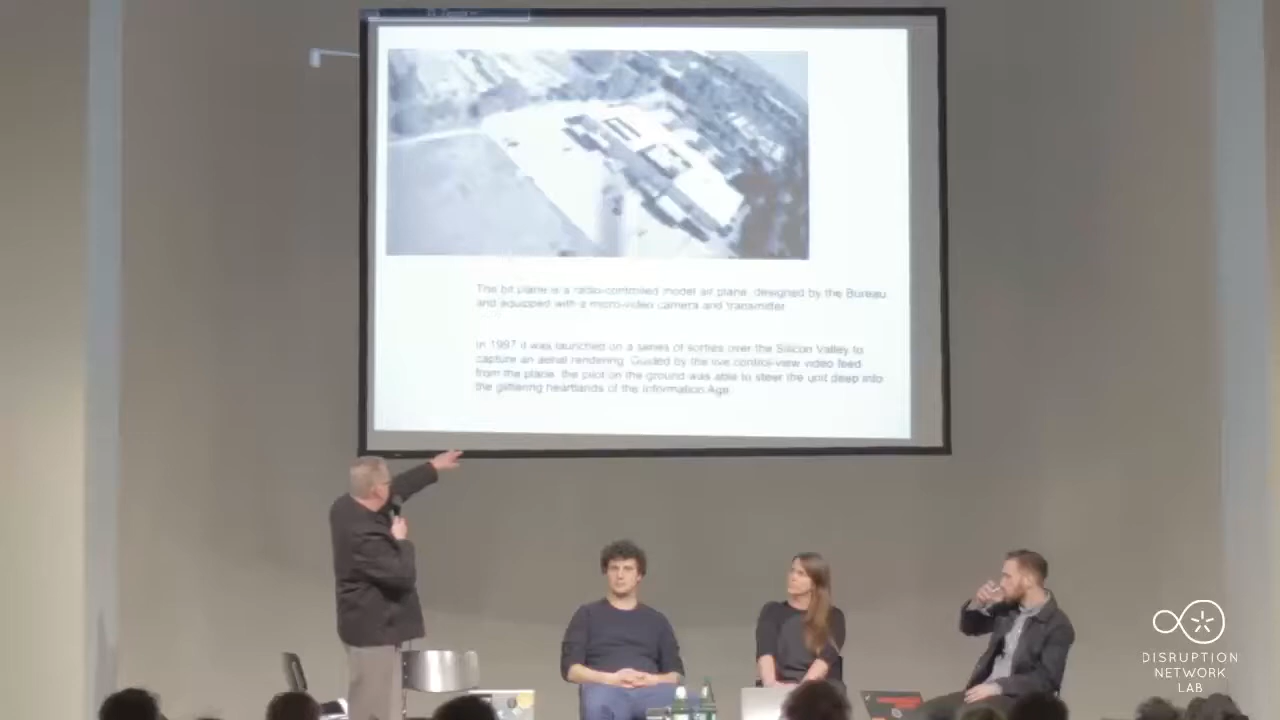 The bit plane is a radio-controlled model air plane, designed by the Bureau
and equipped with a micro-video camera and transmitter.
In 1997 it was launched on a series of sorties over the Silicon Valley to
capture an aerial rendering. Guided by the live control-view video feed
from the plane, the pilot on the ground was able to steer the unit deep into
the glittering heartlands of the Information Age.
DISRUPTION
NETWORK
LAB